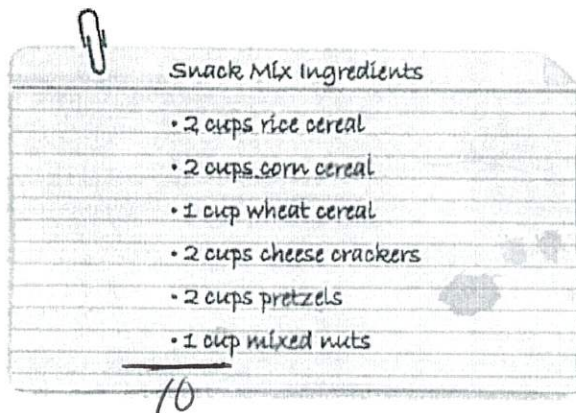 Snack Mix Ingredients
• 2 cups rice cereal
• 2 cups corn cereal
• 1 cup wheat cereal
• 2 cups cheese crackers
• 2 cups pretzels
• 1 cup mixed nuts
10